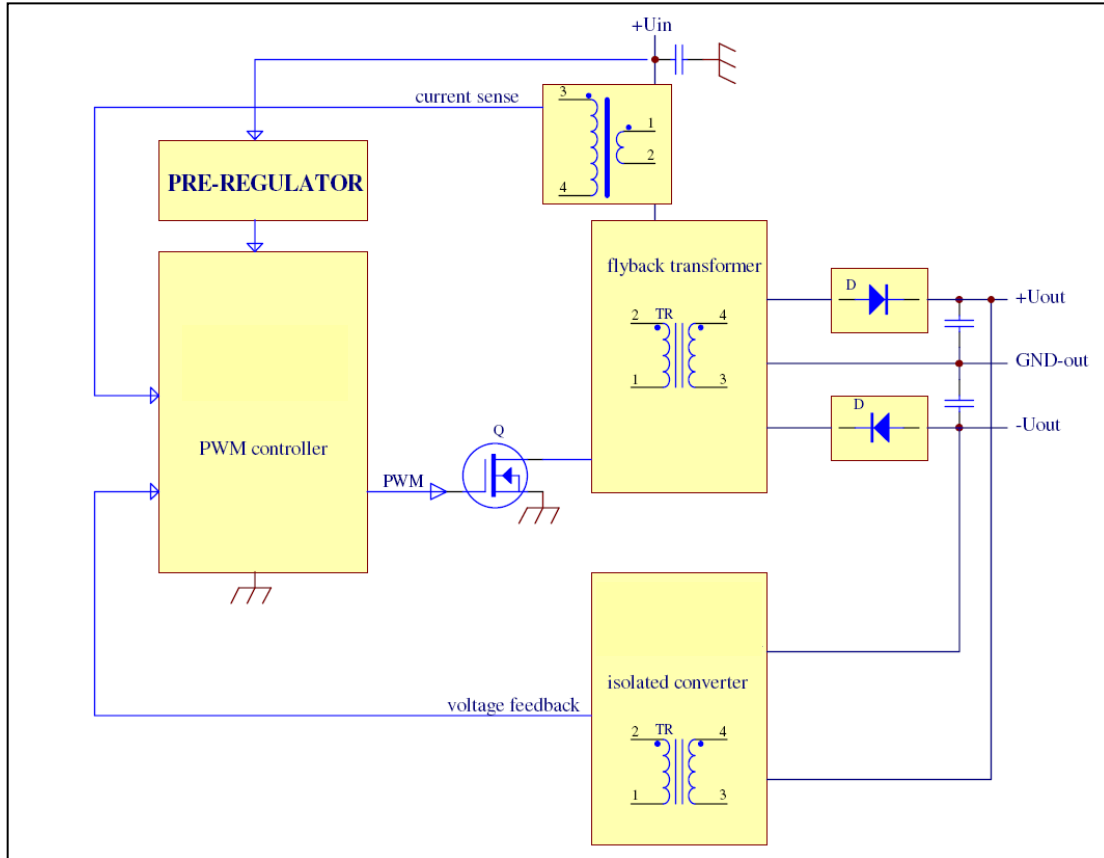 +Uin
current sense
3
1
2
4
PRE-REGULATOR
flyback transformer
D
+Uout
2 TR 4
GND-out
1 3
D
-Uout
Q
PWM controller
PWM
isolated converter
voltage feedback
2 TR 4
1 3